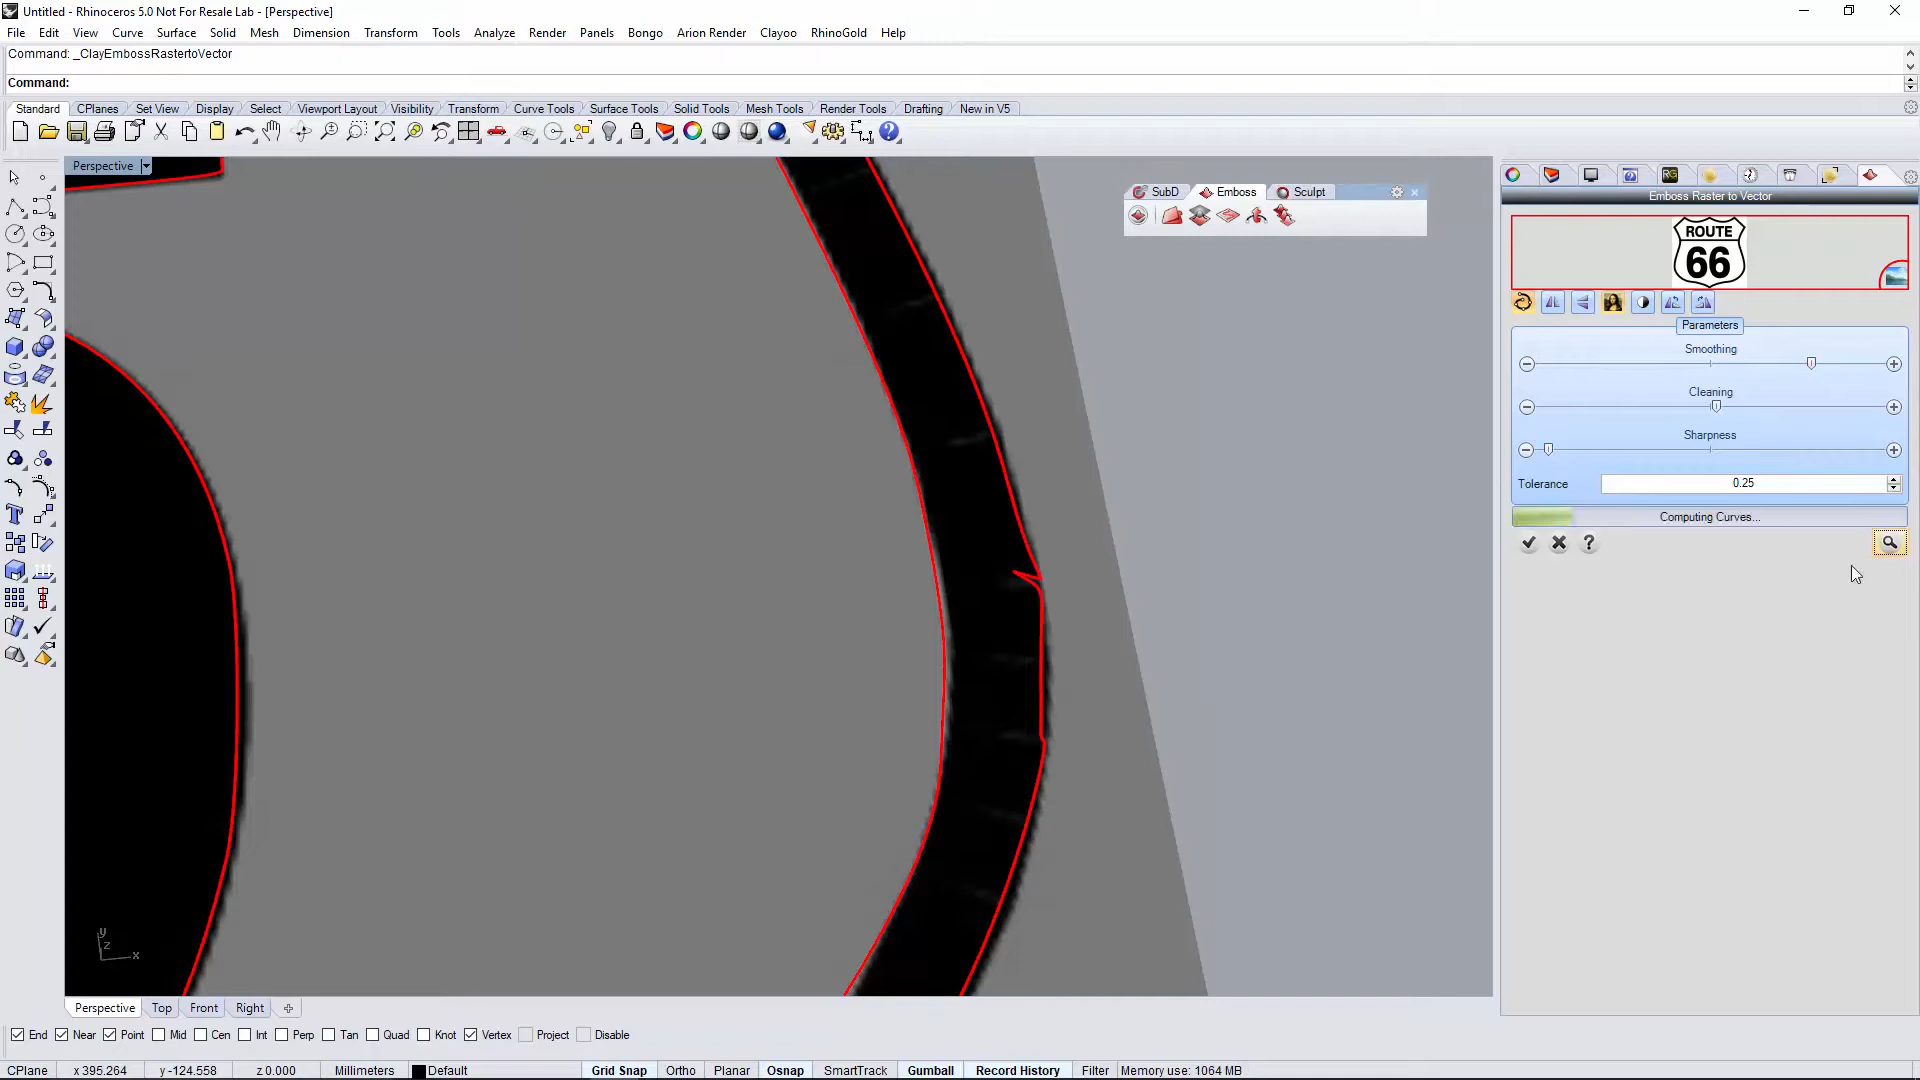 Untitled - Rhinoceros 5.0 Not For Resale Lab - [Perspective]
File Edit View Curve Surface Solid Mesh Dimension Transform Tools Analyze Render Panels Bongo Arion Render Clayoo RhinoGold Help
Command: _ClayEmbossRastertoVector
Command:
Standard CPlanes Set View Display Select Viewport Layout Visibility Transform Curve Tools Surface Tools Solid Tools Mesh Tools Render Tools Drafting New in V5
Perspective
SubD Emboss Sculpt
Emboss Raster to Vector
ROUTE
66
Parameters
Smoothing
Cleaning
Sharpness
Tolerance 0.25
Computing Curves...
y
z
x
Perspective Top Front Right
End Near Point Mid Cen Int Perp Tan Quad Knot Vertex Project Disable
CPlane x 395.264 y -124.558 z 0.000 Millimeters Default Grid Snap Ortho Planar Osnap SmartTrack Gumball Record History Filter Memory use: 1064 MB